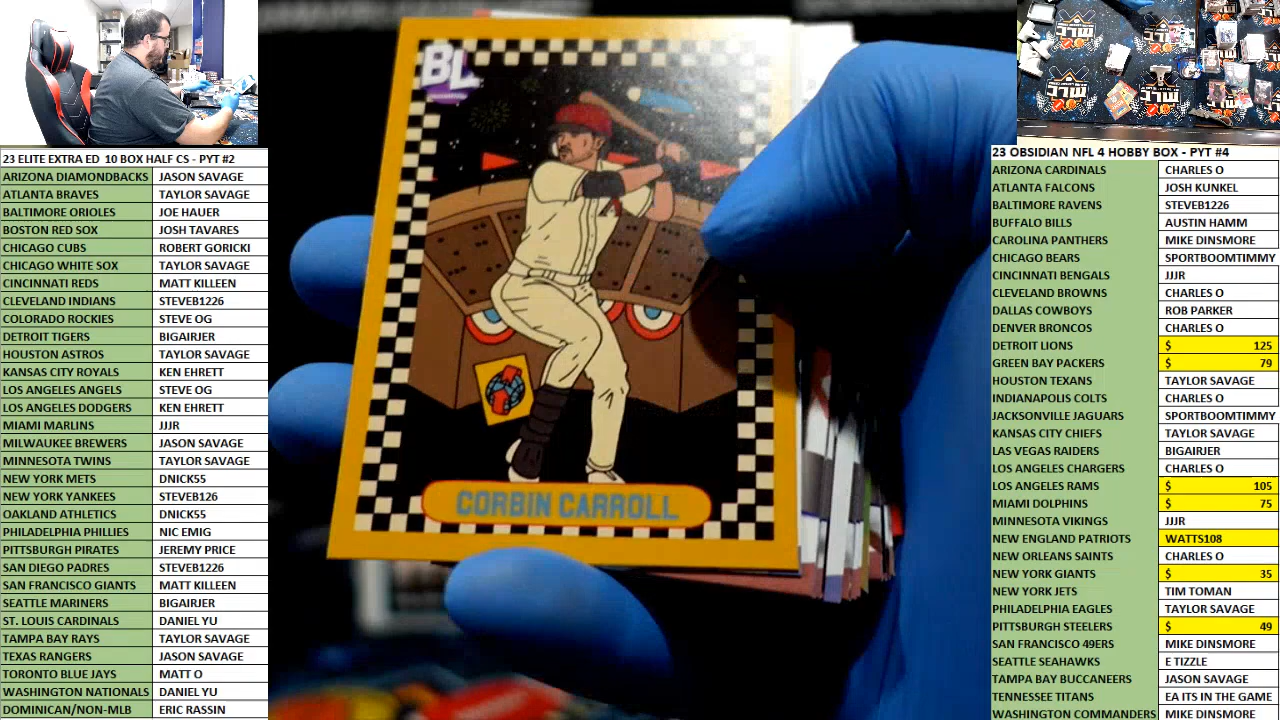 23 ELITE EXTRA ED 10 BOX HALF CS - PYT #2
ARIZONA DIAMONDBACKS JASON SAVAGE
ATLANTA BRAVES TAYLOR SAVAGE
BALTIMORE ORIOLES JOE HAUER
BOSTON RED SOX JOSH TAVARES
CHICAGO CUBS ROBERT GORICKI
CHICAGO WHITE SOX TAYLOR SAVAGE
CINCINNATI REDS MATT KILLEEN
CLEVELAND INDIANS STEVEB1226
COLORADO ROCKIES STEVE OG
DETROIT TIGERS BIGAIRJER
HOUSTON ASTROS TAYLOR SAVAGE
KANSAS CITY ROYALS KEN EHRETT
LOS ANGELES ANGELS STEVE OG
LOS ANGELES DODGERS KEN EHRETT
MIAMI MARLINS JJJR
MILWAUKEE BREWERS JASON SAVAGE
MINNESOTA TWINS TAYLOR SAVAGE
NEW YORK METS DNICK55
NEW YORK YANKEES STEVEB126
OAKLAND ATHLETICS DNICK55
PHILADELPHIA PHILLIES NIC EMIG
PITTSBURGH PIRATES JEREMY PRICE
SAN DIEGO PADRES STEVEB1226
SAN FRANCISCO GIANTS MATT KILLEEN
SEATTLE MARINERS BIGAIRJER
ST. LOUIS CARDINALS DANIEL YU
TAMPA BAY RAYS TAYLOR SAVAGE
TEXAS RANGERS JASON SAVAGE
TORONTO BLUE JAYS MATT O
WASHINGTON NATIONALS DANIEL YU
DOMINICAN/NON-MLB ERIC RASSIN
BL
CORBIN CARROLL
MLC
MLC
MLC
MLC
23 OBSIDIAN NFL 4 HOBBY BOX - PYT #4
ARIZONA CARDINALS CHARLES O
ATLANTA FALCONS JOSH KUNKEL
BALTIMORE RAVENS STEVEB1226
BUFFALO BILLS AUSTIN HAMM
CAROLINA PANTHERS MIKE DINSMORE
CHICAGO BEARS SPORTBOOMTIMMY
CINCINNATI BENGALS JJJR
CLEVELAND BROWNS CHARLES O
DALLAS COWBOYS ROB PARKER
DENVER BRONCOS CHARLES O
DETROIT LIONS $ 125
GREEN BAY PACKERS $ 79
HOUSTON TEXANS TAYLOR SAVAGE
INDIANAPOLIS COLTS CHARLES O
JACKSONVILLE JAGUARS SPORTBOOMTIMMY
KANSAS CITY CHIEFS TAYLOR SAVAGE
LAS VEGAS RAIDERS BIGAIRJER
LOS ANGELES CHARGERS CHARLES O
LOS ANGELES RAMS $ 105
MIAMI DOLPHINS $ 75
MINNESOTA VIKINGS JJJR
NEW ENGLAND PATRIOTS WATTS108
NEW ORLEANS SAINTS CHARLES O
NEW YORK GIANTS $ 35
NEW YORK JETS TIM TOMAN
PHILADELPHIA EAGLES TAYLOR SAVAGE
PITTSBURGH STEELERS $ 49
SAN FRANCISCO 49ERS MIKE DINSMORE
SEATTLE SEAHAWKS E TIZZLE
TAMPA BAY BUCCANEERS JASON SAVAGE
TENNESSEE TITANS EA ITS IN THE GAME
WASHINGTON COMMANDERS MIKE DINSMORE